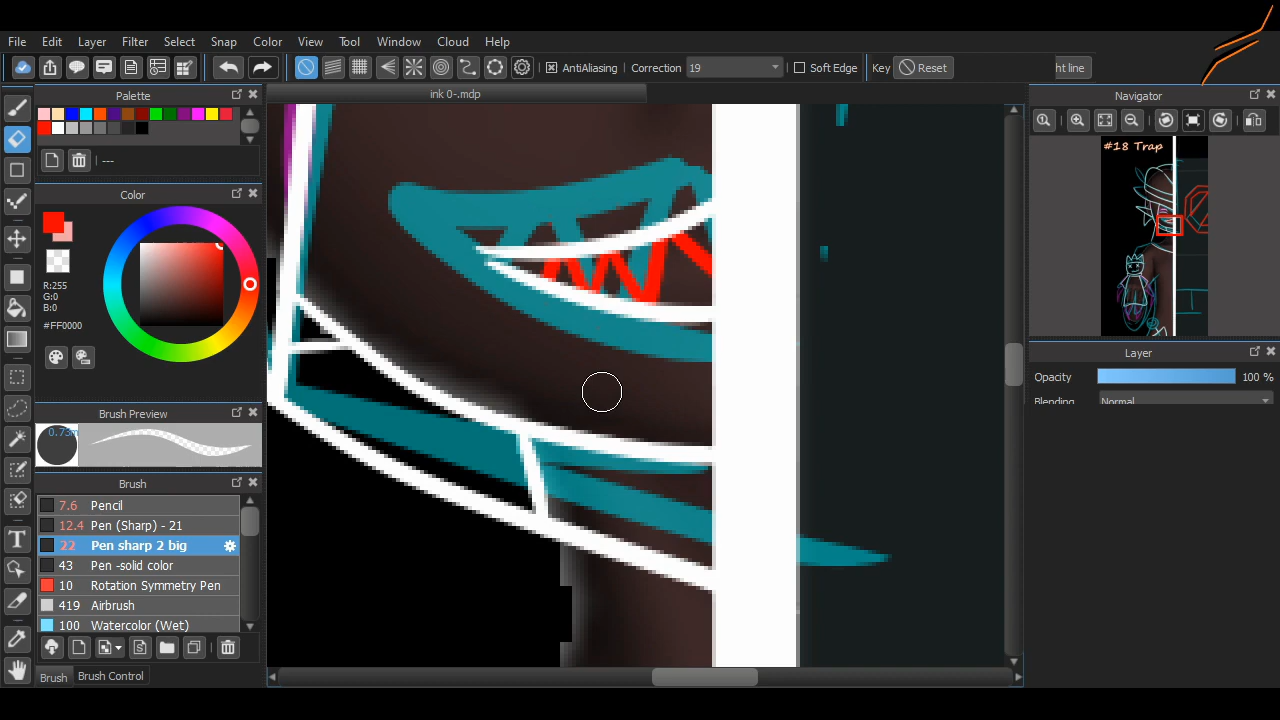 File Edit Layer Filter Select Snap Color View Tool Window Cloud Help
AntiAliasing Correction 19 Soft Edge Key Reset ht line
Palette
---
ink 0-.mdp
Navigator
#18 Trap
Color
R:255
G:0
B:0
#FF0000
Layer
Opacity 100 %
Blending Normal
Brush Preview
Brush
7.6 Pencil
12.4 Pen (Sharp) - 21
22 Pen sharp 2 big
43 Pen -solid color
10 Rotation Symmetry Pen
419 Airbrush
100 Watercolor (Wet)
Brush Brush Control